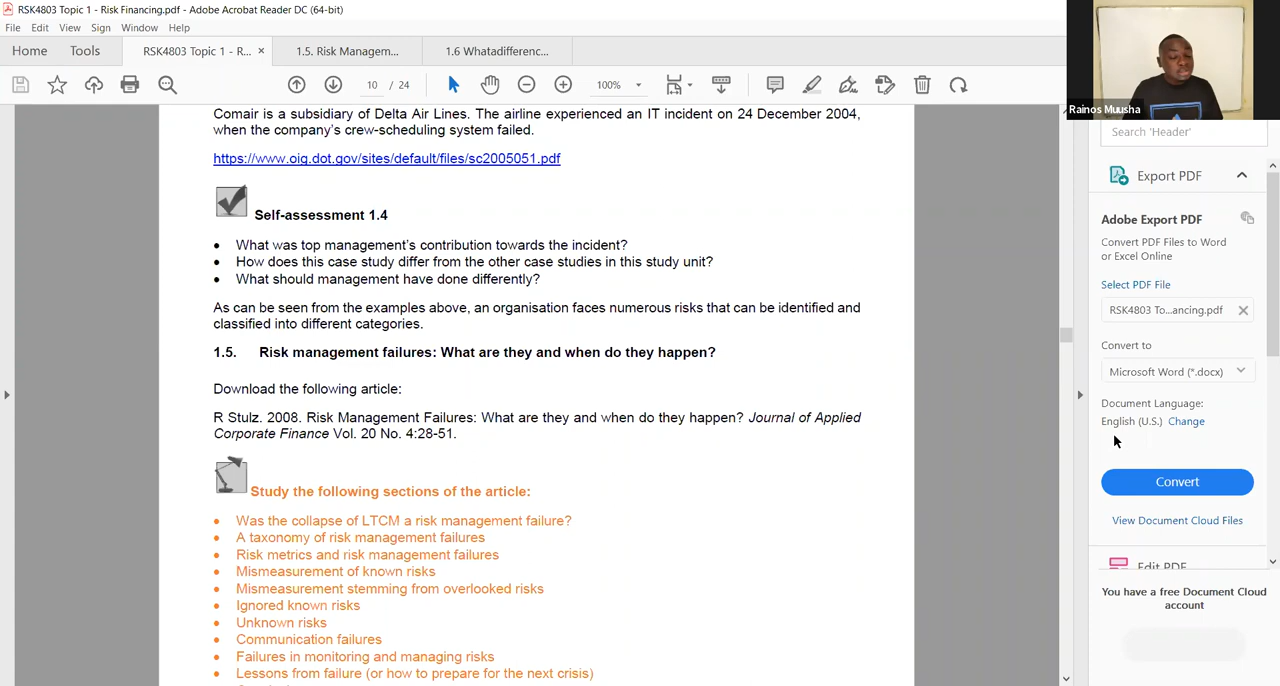 RSK4803 Topic 1 - Risk Financing.pdf - Adobe Acrobat Reader DC (64-bit)
File Edit View Sign Window Help
Home Tools RSK4803 Topic 1 - R... × 1.5. Risk Managem... 1.6 Whatadifferenc...
10 / 24 100%
Rainos Muusha
Comair is a subsidiary of Delta Air Lines. The airline experienced an IT incident on 24 December 2004,
when the company's crew-scheduling system failed.
https://www.oig.dot.gov/sites/default/files/sc2005051.pdf
Self-assessment 1.4
• What was top management's contribution towards the incident?
• How does this case study differ from the other case studies in this study unit?
• What should management have done differently?
As can be seen from the examples above, an organisation faces numerous risks that can be identified and
classified into different categories.
1.5. Risk management failures: What are they and when do they happen?
Download the following article:
R Stulz. 2008. Risk Management Failures: What are they and when do they happen? Journal of Applied
Corporate Finance Vol. 20 No. 4:28-51.
Study the following sections of the article:
• Was the collapse of LTCM a risk management failure?
• A taxonomy of risk management failures
• Risk metrics and risk management failures
• Mismeasurement of known risks
• Mismeasurement stemming from overlooked risks
• Ignored known risks
• Unknown risks
• Communication failures
• Failures in monitoring and managing risks
• Lessons from failure (or how to prepare for the next crisis)
Search 'Header'
Export PDF
Adobe Export PDF
Convert PDF Files to Word
or Excel Online
Select PDF File
RSK4803 To...ancing.pdf
Convert to
Microsoft Word (*.docx)
Document Language:
English (U.S.) Change
Convert
View Document Cloud Files
Edit PDF
You have a free Document Cloud
account